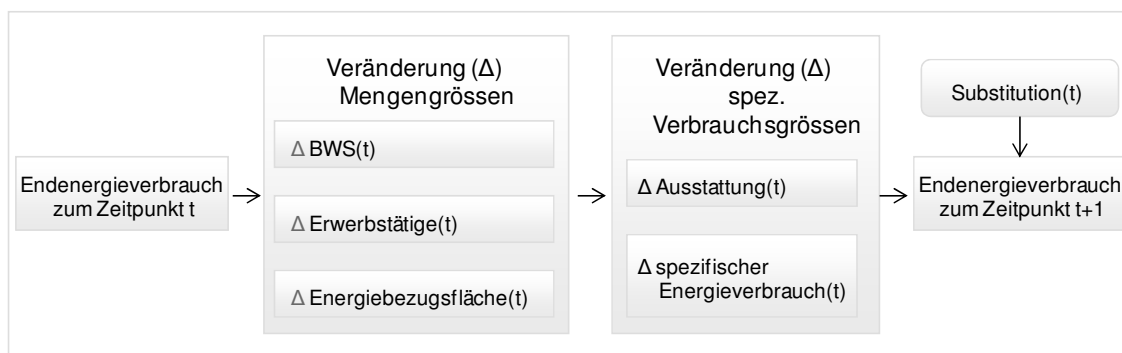 Endenergieverbrauch
zum Zeitpunkt t
Veränderung (Δ)
Mengengrössen
Δ BWS(t)
Δ Erwerbstätige(t)
Δ Energiebezugsfläche(t)
Veränderung (Δ)
spez.
Verbrauchsgrössen
Δ Ausstattung(t)
Δ spezifischer
Energieverbrauch(t)
Substitution(t)
Endenergieverbrauch
zum Zeitpunkt t+1